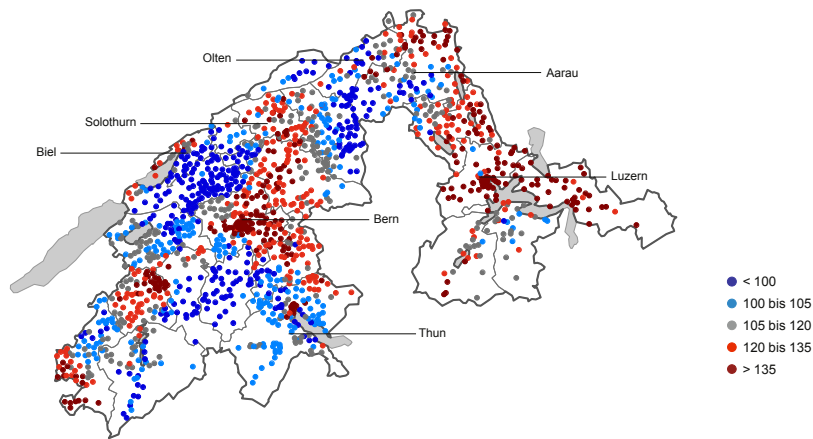 Olten
Aarau
Solothurn
Biel
Luzern
Bern
Thun
< 100
100 bis 105
105 bis 120
120 bis 135
> 135